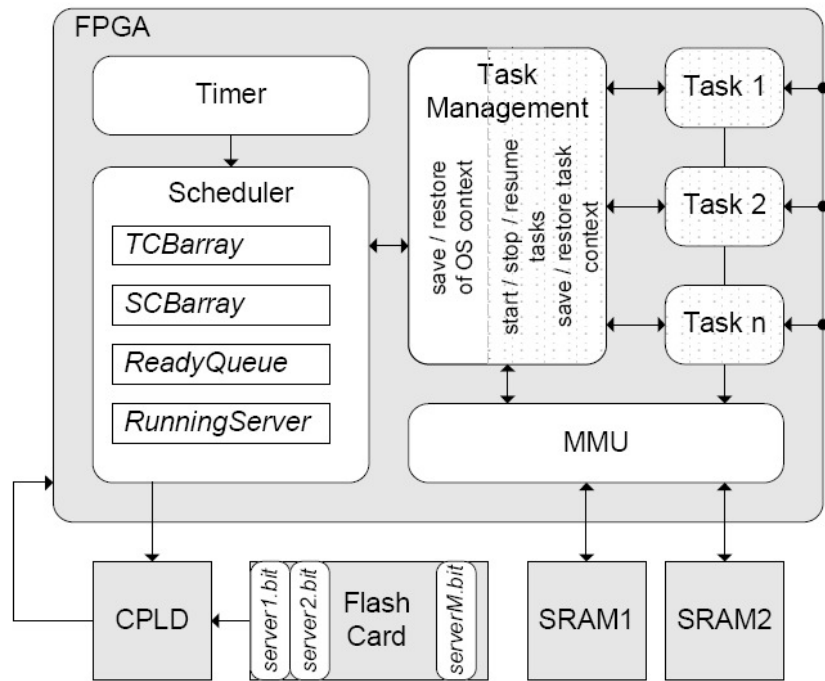 FPGA
Timer
Scheduler
TCBarray
SCBarray
ReadyQueue
RunningServer
Task
Management
save / restore
of OS context
start / stop / resume
tasks
save / restore task
context
Task 1
Task 2
Task n
MMU
CPLD
server1.bit
server2.bit
Flash
Card
serverM.bit
SRAM1
SRAM2